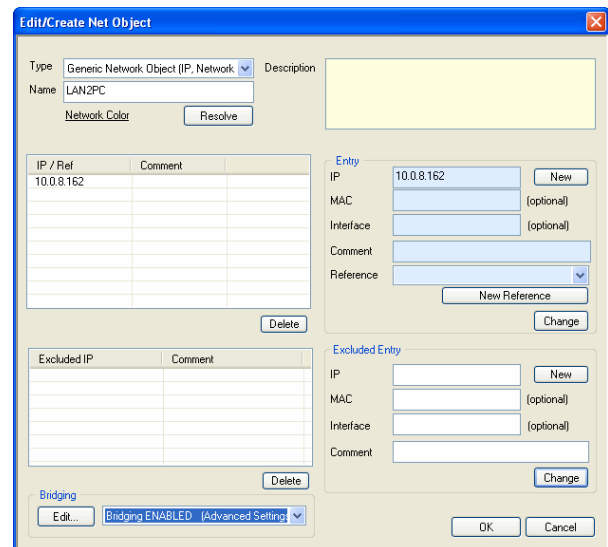 Edit/Create Net Object
Type Generic Network Object (IP, Network Description
Name LAN2PC
Network Color Resolve
IP / Ref Comment
10.0.8.162
Delete
Entry
IP 10.0.8.162 New
MAC (optional)
Interface (optional)
Comment
Reference
New Reference
Change
Excluded IP Comment
Delete
Excluded Entry
IP New
MAC (optional)
Interface (optional)
Comment
Change
Bridging
Edit... Bridging ENABLED (Advanced Settings
OK Cancel